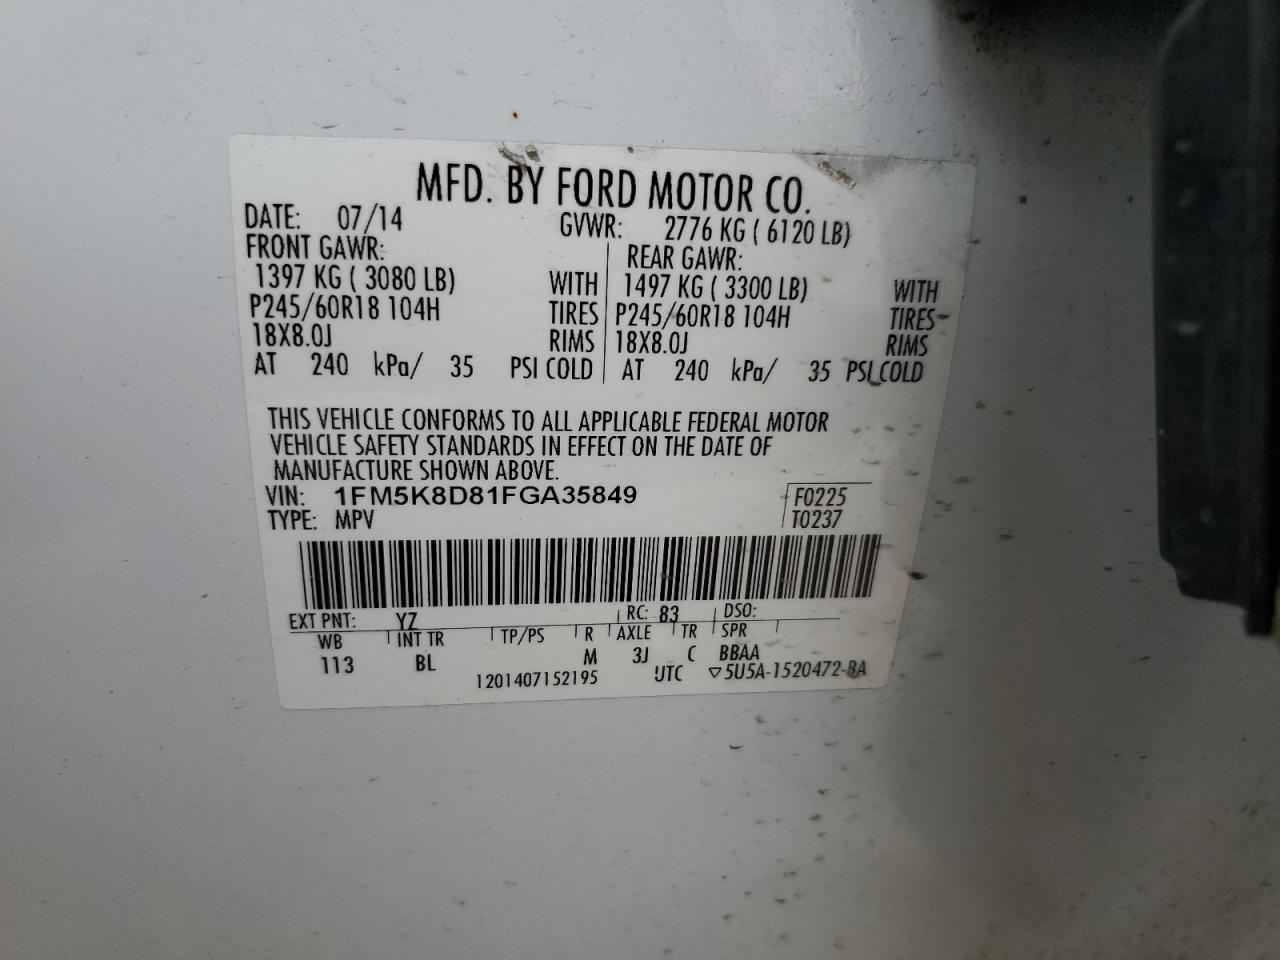 MFD. BY FORD MOTOR CO.
DATE: 07/14 GVWR: 2776 KG ( 6120 LB)
FRONT GAWR: REAR GAWR:
1397 KG ( 3080 LB) WITH 1497 KG ( 3300 LB) WITH
P245/60R18 104H TIRES P245/60R18 104H TIRES
18X8.0J RIMS 18X8.0J RIMS
AT 240 kPa/ 35 PSI COLD AT 240 kPa/ 35 PSI COLD
THIS VEHICLE CONFORMS TO ALL APPLICABLE FEDERAL MOTOR
VEHICLE SAFETY STANDARDS IN EFFECT ON THE DATE OF
MANUFACTURE SHOWN ABOVE.
VIN: 1FM5K8D81FGA35849 F0225
TYPE: MPV T0237
EXT PNT: YZ RC: 83 DSO:
WB INT TR TP/PS R AXLE TR SPR
113 BL M 3J C BBAA
1201407152195 UTC ▽5U5A-1520472-BA